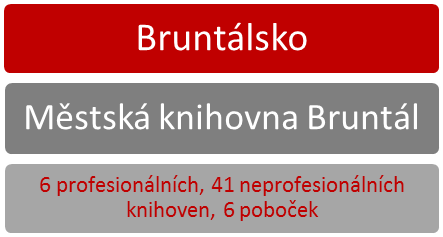 Bruntálsko
Městská knihovna Bruntál
6 profesionálních, 41 neprofesionálních
knihoven, 6 poboček